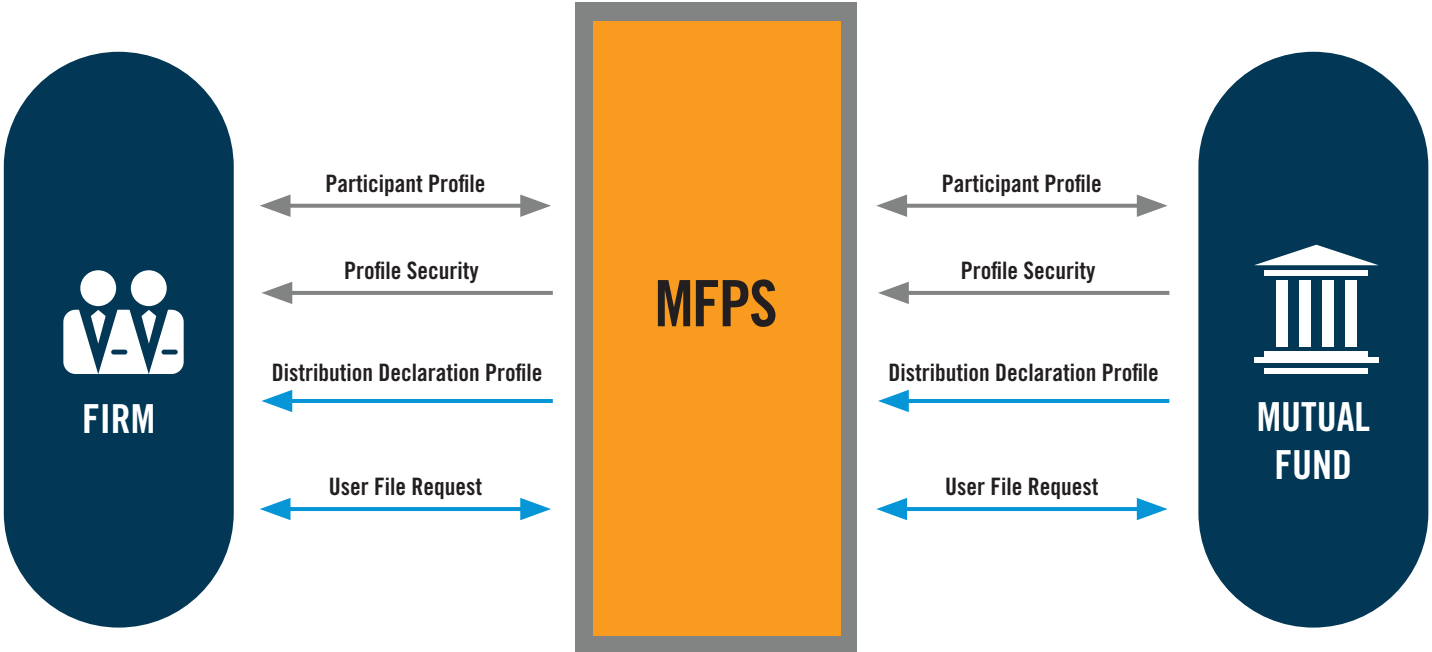 Participant Profile
Profile Security
Distribution Declaration Profile
User File Request
FIRM
MFPS
Participant Profile
Profile Security
Distribution Declaration Profile
User File Request
MUTUAL
FUND